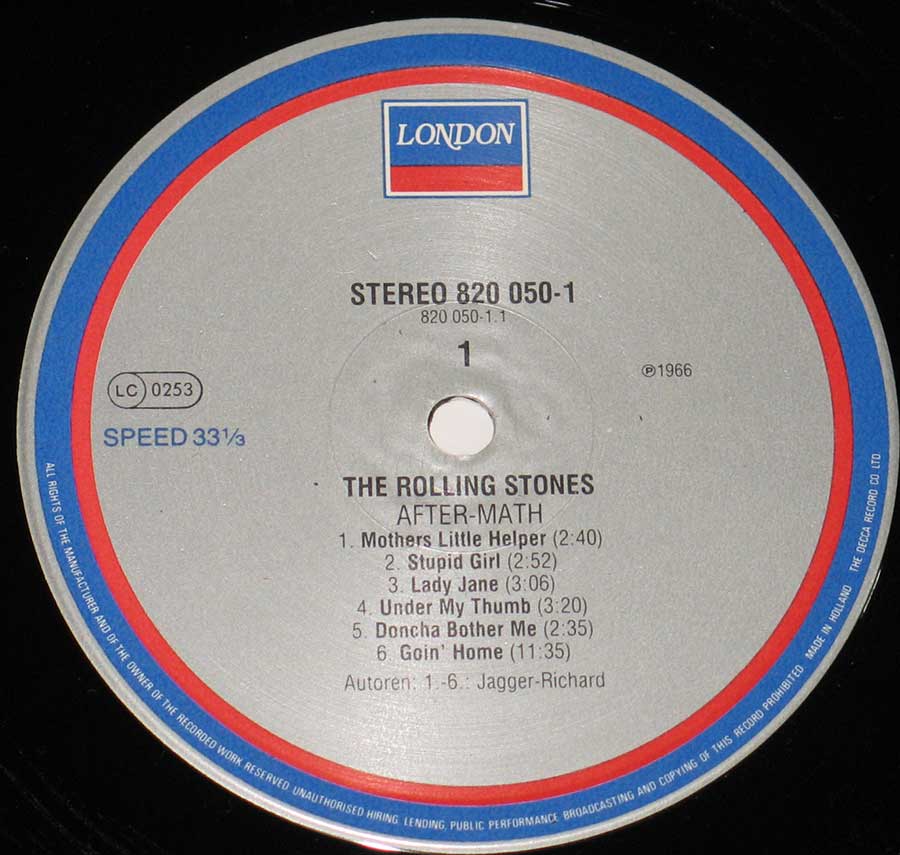 LONDON
STEREO 820 050-1
820 050-1.1
1
℗1966
LC 0253
SPEED 33⅓
THE ROLLING STONES
AFTER-MATH
1. Mothers Little Helper (2:40)
2. Stupid Girl (2:52)
3. Lady Jane (3:06)
4. Under My Thumb (3:20)
5. Doncha Bother Me (2:35)
6. Goin' Home (11:35)
Autoren: 1.-6.: Jagger-Richard
ALL RIGHTS OF THE MANUFACTURER AND OF THE OWNER OF THE RECORDED WORK RESERVED. UNAUTHORISED HIRING, LENDING, PUBLIC PERFORMANCE BROADCASTING AND COPYING OF THIS RECORD PROHIBITED MADE IN HOLLAND THE DECCA RECORD CO LTD.